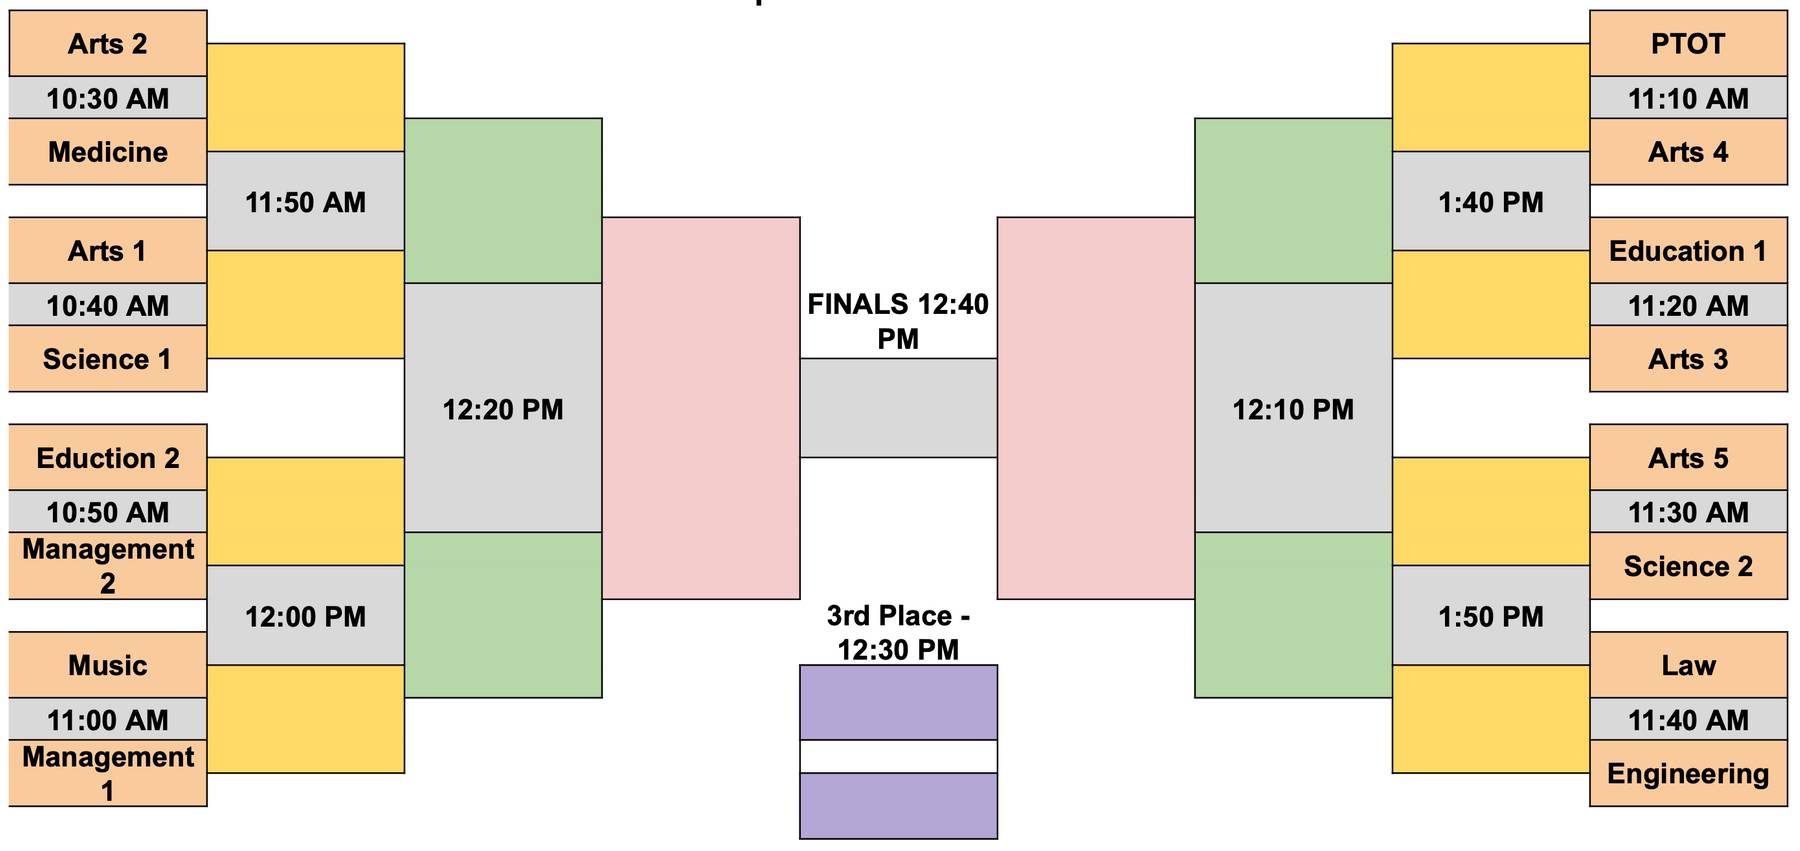 Arts 2
10:30 AM
Medicine
Arts 1
10:40 AM
Science 1
Eduction 2
10:50 AM
Management
2
Music
11:00 AM
Management
1
11:50 AM
12:00 PM
12:20 PM
FINALS 12:40
PM
3rd Place -
12:30 PM
12:10 PM
1:40 PM
1:50 PM
PTOT
11:10 AM
Arts 4
Education 1
11:20 AM
Arts 3
Arts 5
11:30 AM
Science 2
Law
11:40 AM
Engineering